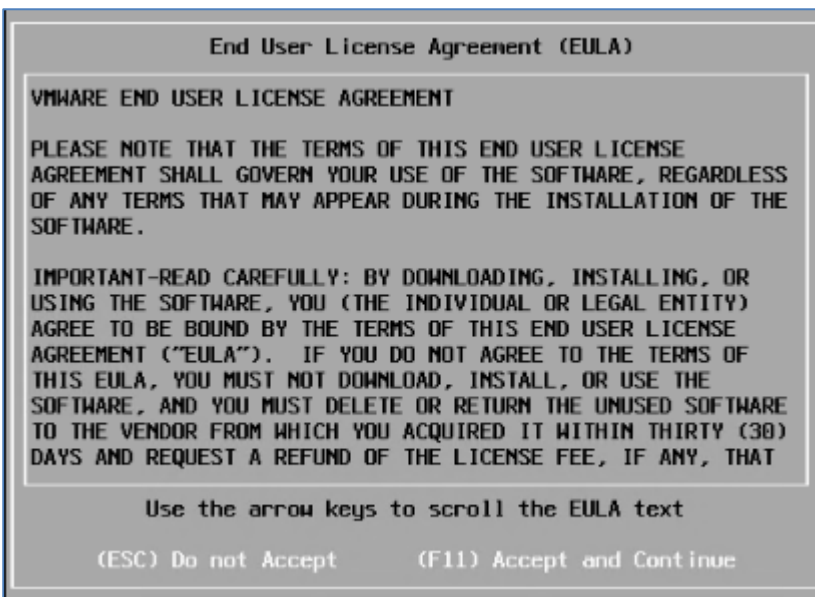 End User License Agreement (EULA)
VMWARE END USER LICENSE AGREEMENT
PLEASE NOTE THAT THE TERMS OF THIS END USER LICENSE
AGREEMENT SHALL GOVERN YOUR USE OF THE SOFTWARE, REGARDLESS
OF ANY TERMS THAT MAY APPEAR DURING THE INSTALLATION OF THE
SOFTWARE.
IMPORTANT-READ CAREFULLY: BY DOWNLOADING, INSTALLING, OR
USING THE SOFTWARE, YOU (THE INDIVIDUAL OR LEGAL ENTITY)
AGREE TO BE BOUND BY THE TERMS OF THIS END USER LICENSE
AGREEMENT ("EULA"). IF YOU DO NOT AGREE TO THE TERMS OF
THIS EULA, YOU MUST NOT DOWNLOAD, INSTALL, OR USE THE
SOFTWARE, AND YOU MUST DELETE OR RETURN THE UNUSED SOFTWARE
TO THE VENDOR FROM WHICH YOU ACQUIRED IT WITHIN THIRTY (30)
DAYS AND REQUEST A REFUND OF THE LICENSE FEE, IF ANY, THAT
Use the arrow keys to scroll the EULA text
(ESC) Do not Accept (F11) Accept and Continue